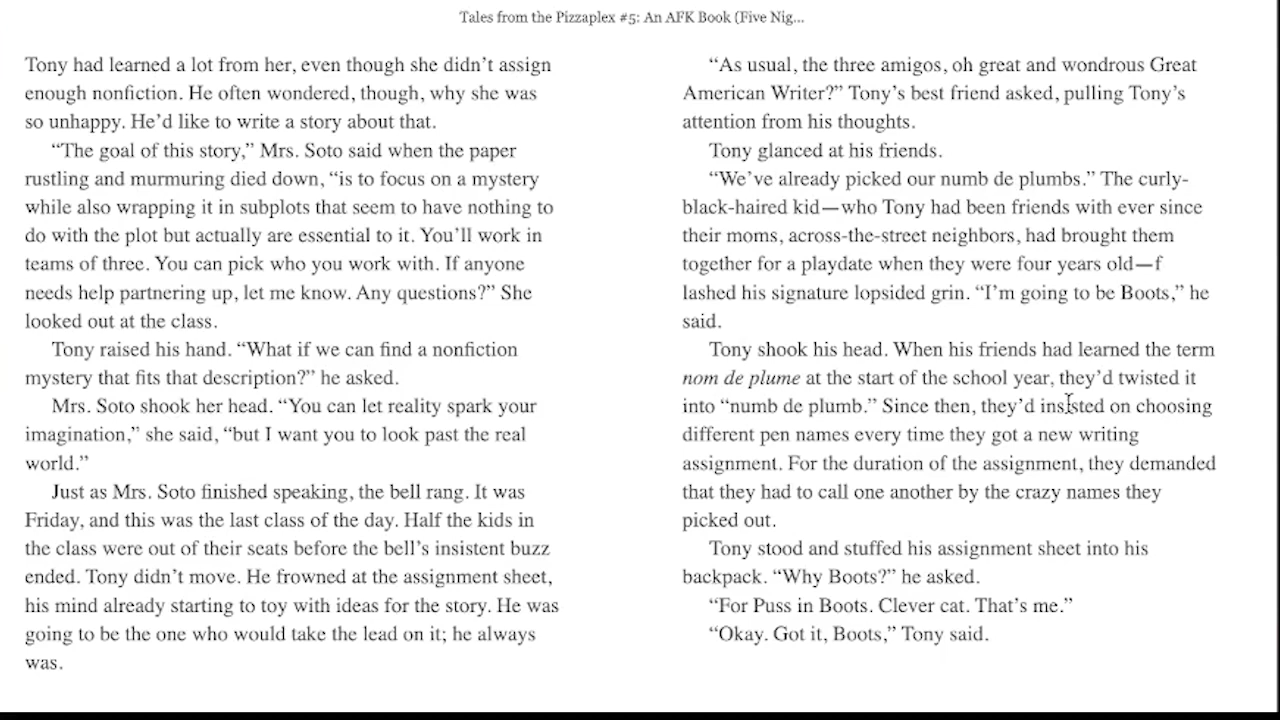 Tales from the Pizzaplex #5: An AFK Book (Five Nig...
Tony had learned a lot from her, even though she didn’t assign
enough nonfiction. He often wondered, though, why she was
so unhappy. He’d like to write a story about that.
“The goal of this story,” Mrs. Soto said when the paper
rustling and murmuring died down, “is to focus on a mystery
while also wrapping it in subplots that seem to have nothing to
do with the plot but actually are essential to it. You’ll work in
teams of three. You can pick who you work with. If anyone
needs help partnering up, let me know. Any questions?” She
looked out at the class.
Tony raised his hand. “What if we can find a nonfiction
mystery that fits that description?” he asked.
Mrs. Soto shook her head. “You can let reality spark your
imagination,” she said, “but I want you to look past the real
world.”
Just as Mrs. Soto finished speaking, the bell rang. It was
Friday, and this was the last class of the day. Half the kids in
the class were out of their seats before the bell’s insistent buzz
ended. Tony didn’t move. He frowned at the assignment sheet,
his mind already starting to toy with ideas for the story. He was
going to be the one who would take the lead on it; he always
was.
“As usual, the three amigos, oh great and wondrous Great
American Writer?” Tony’s best friend asked, pulling Tony’s
attention from his thoughts.
Tony glanced at his friends.
“We’ve already picked our numb de plumbs.” The curly-
black-haired kid—who Tony had been friends with ever since
their moms, across-the-street neighbors, had brought them
together for a playdate when they were four years old—f
lashed his signature lopsided grin. “I’m going to be Boots,” he
said.
Tony shook his head. When his friends had learned the term
nom de plume at the start of the school year, they’d twisted it
into “numb de plumb.” Since then, they’d insisted on choosing
different pen names every time they got a new writing
assignment. For the duration of the assignment, they demanded
that they had to call one another by the crazy names they
picked out.
Tony stood and stuffed his assignment sheet into his
backpack. “Why Boots?” he asked.
“For Puss in Boots. Clever cat. That’s me.”
“Okay. Got it, Boots,” Tony said.